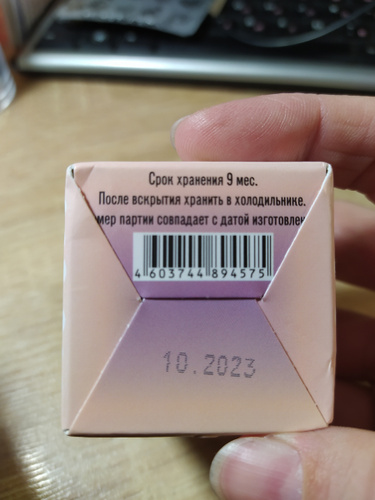 Срок хранения 9 мес.
После вскрытия хранить в холодильнике.
мер партии совпадает с датой изготовлен
4 603744 894575
10.2023